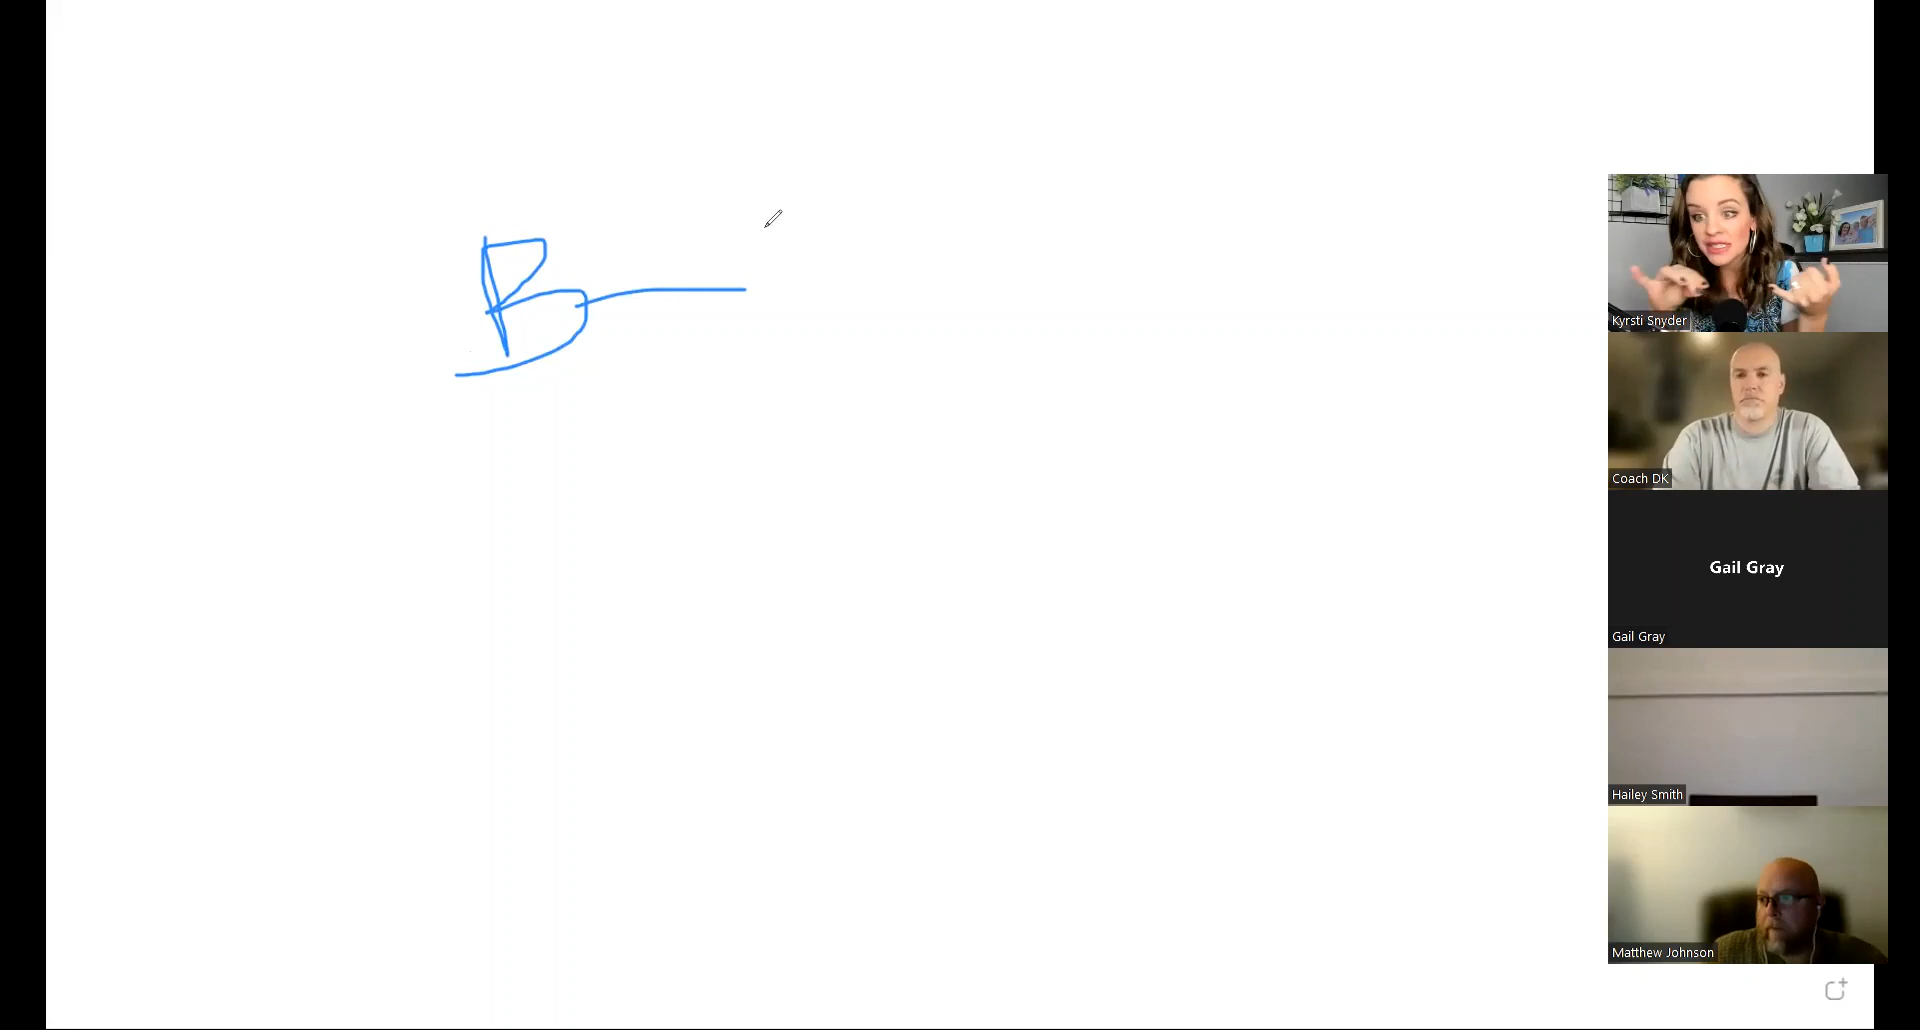 B
Kyrsti Snyder
Coach DK
Gail Gray
Gail Gray
Hailey Smith
Matthew Johnson